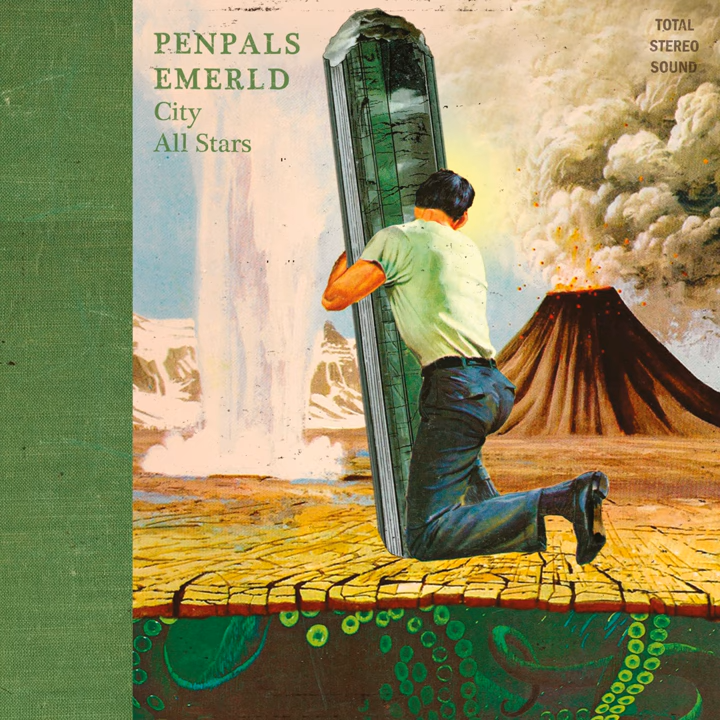 PENPALS
EMERLD
City
All Stars
TOTAL
STEREO
SOUND